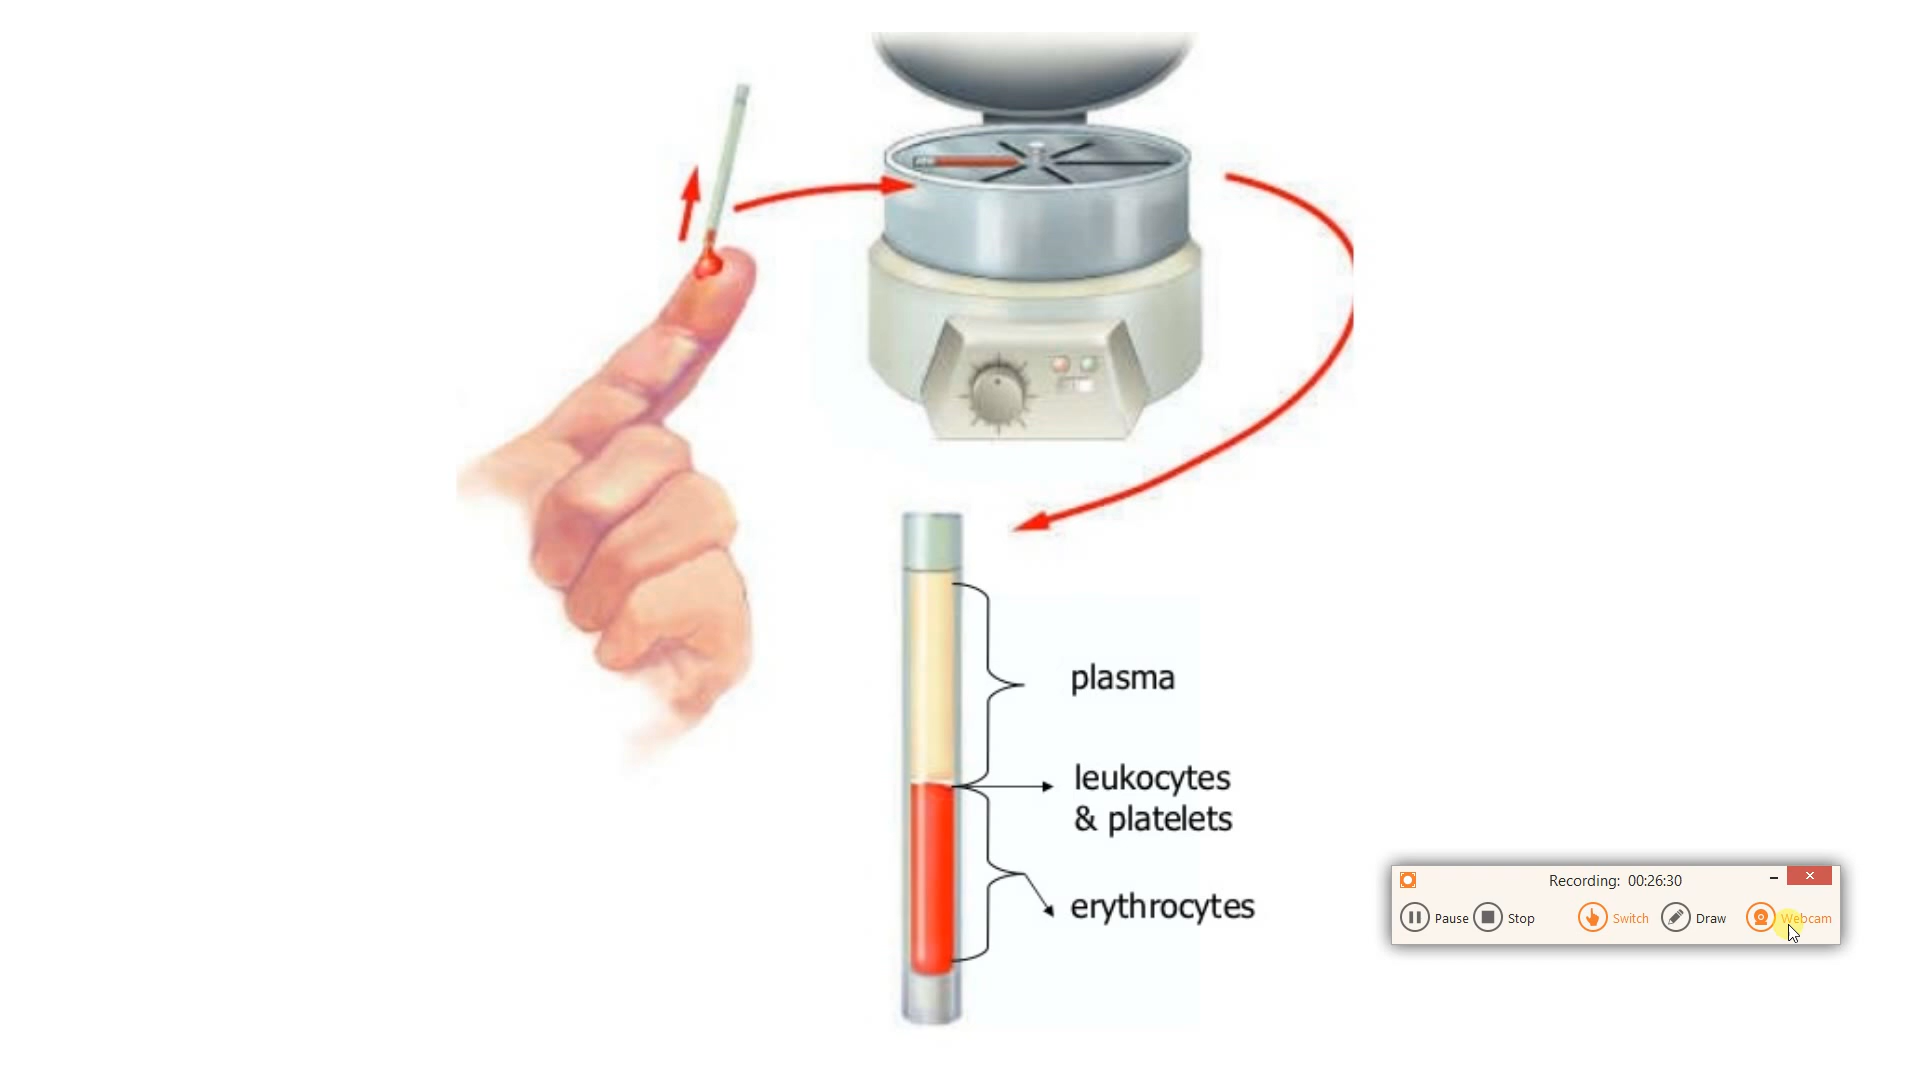 plasma
leukocytes
& platelets
erythrocytes
Recording: 00:26:30
Pause Stop Switch Draw Webcam